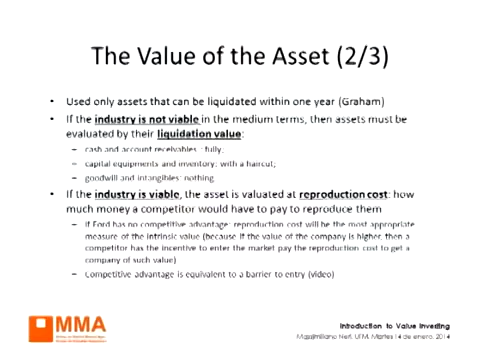 The Value of the Asset (2/3)
• Used only assets that can be liquidated within one year (Graham)
• If the industry is not viable in the medium terms, then assets must be
evaluated by their liquidation value:
– cash and account receivables : fully;
– capital equipments and inventory: with a haircut;
– goodwill and intangibles: nothing
• If the industry is viable, the asset is valued at reproduction cost: how
much money a competitor would have to pay to reproduce them
– If Ford has no competitive advantage reproduction cost will be the most appropriate
measure of the intrinsic value (because if the value of the company is higher, then a
competitor has the incentive to enter the market pay the reproduction cost to get a
company of such value)
– Competitive advantage is equivalent to a barrier to entry (video)
MMA
Introduction to Value Investing
Massimiliano Neri, UFM, Martes 14 de enero, 2014